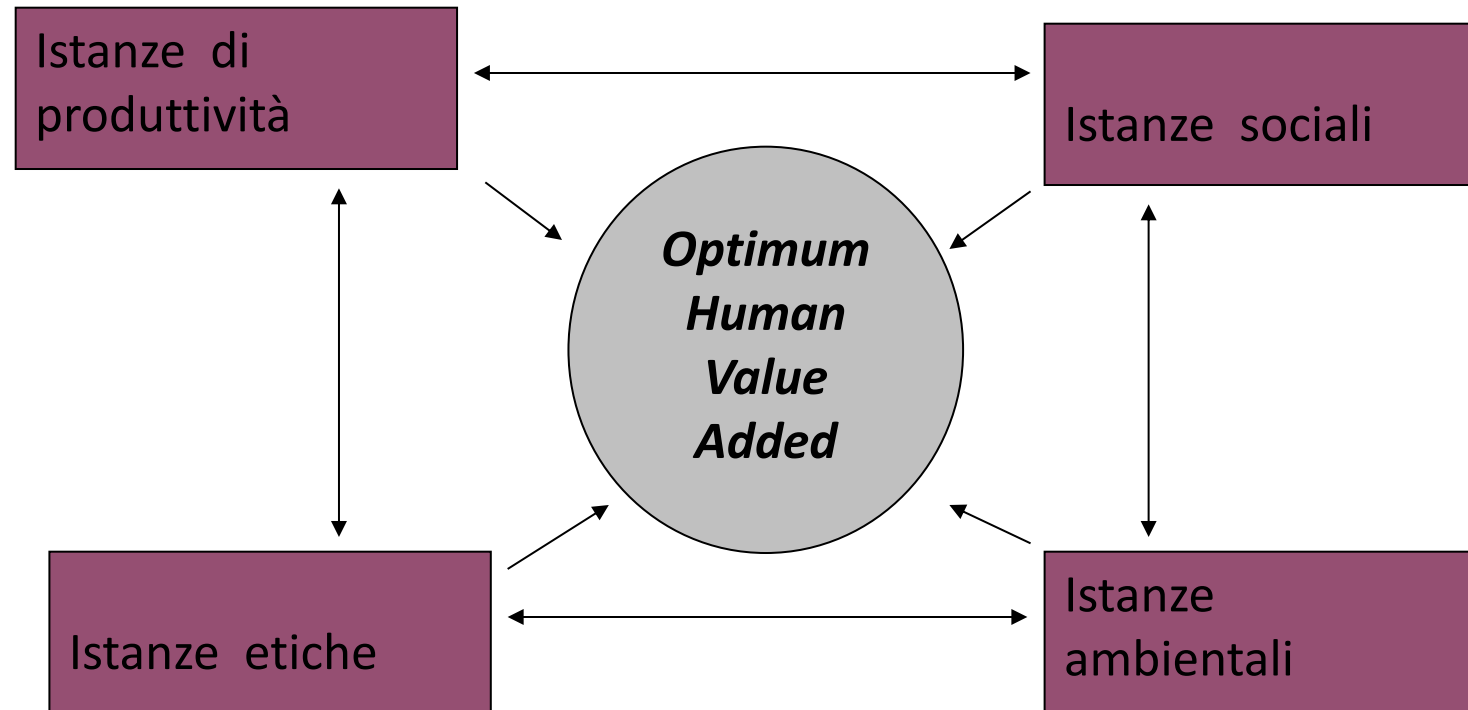 Istanze di
produttività
Istanze sociali
Optimum
Human
Value
Added
Istanze etiche
Istanze
ambientali